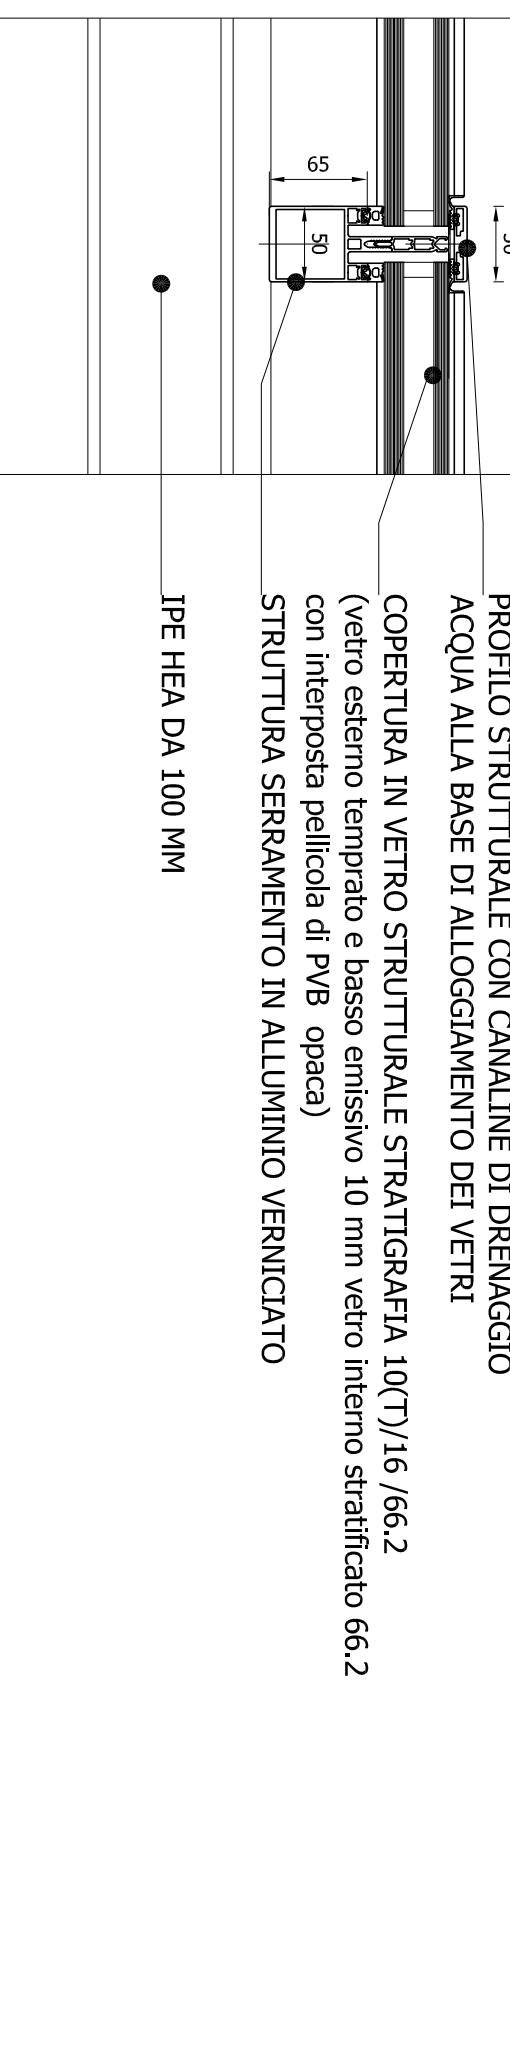 65
50
PROFILO STRUTTURALE CON CANALINE DI DRENAGGIO
ACQUA ALLA BASE DI ALLOGGIAMENTO DEI VETRI
COPERTURA IN VETRO STRUTTURALE STRATIGRAFIA 10(T)/16 /66.2
(vetro esterno temprato e basso emissivo 10 mm vetro interno stratificato 66.2
con interposta pellicola di PVB opaca)
STRUTTURA SERRAMENTO IN ALLUMINIO VERNICIATO
IPE HEA DA 100 MM